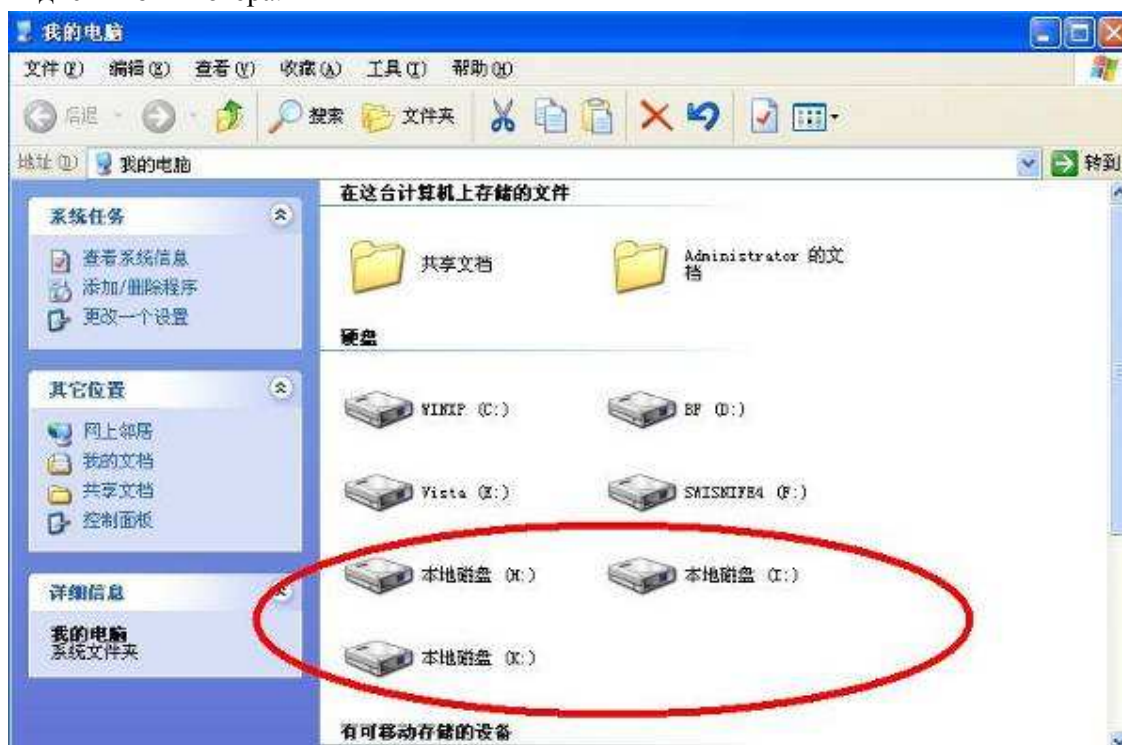 我的电脑
文件(F) 编辑(E) 查看(V) 收藏(A) 工具(T) 帮助(H)
后退 搜索 文件夹
地址(D) 我的电脑 转到
系统任务
查看系统信息
添加/删除程序
更改一个设置
其它位置
网上邻居
我的文档
共享文档
控制面板
详细信息
我的电脑
系统文件夹
在这台计算机上存储的文件
共享文档
Administrator 的文
档
硬盘
WINXP (C:)
BF (D:)
Vista (E:)
(F:)
本地磁盘 (H:)
本地磁盘 (I:)
本地磁盘 (K:)
有可移动存储的设备